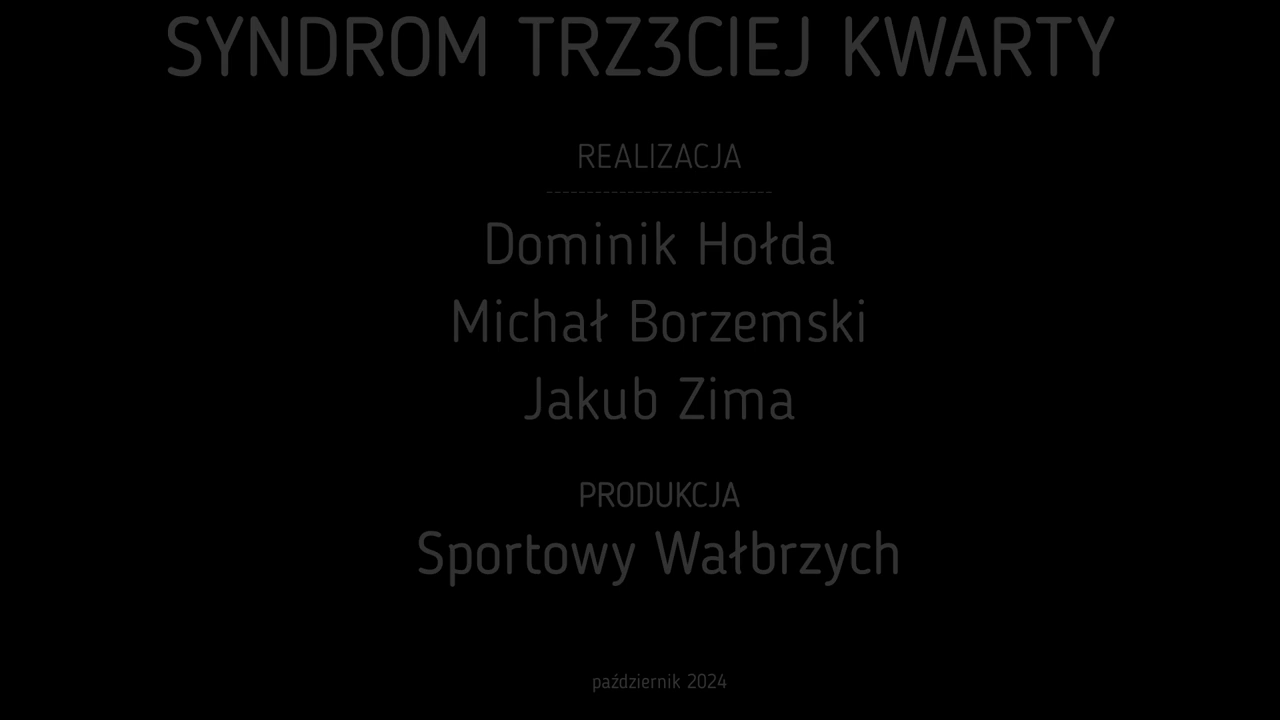 SYNDROM TRZ3CIEJ KWARTY
REALIZACJA
----------------------------
Dominik Hołda
Michał Borzemski
Jakub Zima
PRODUKCJA
Sportowy Wałbrzych
październik 2024